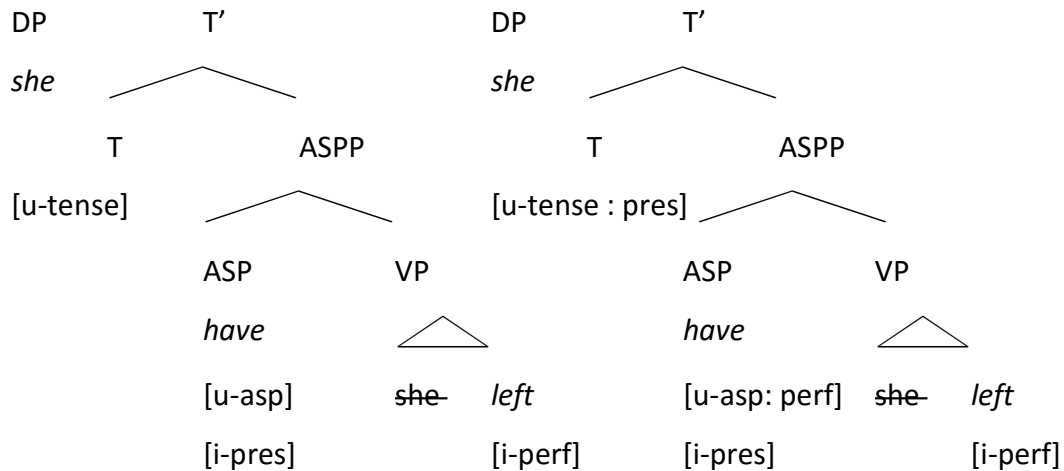 DP T’ DP T’
she she
T ASPP T ASPP
[u-tense] [u-tense : pres]
ASP VP ASP VP
have have
[u-asp] she left [u-asp: perf] she left
[i-pres] [i-perf] [i-pres] [i-perf]